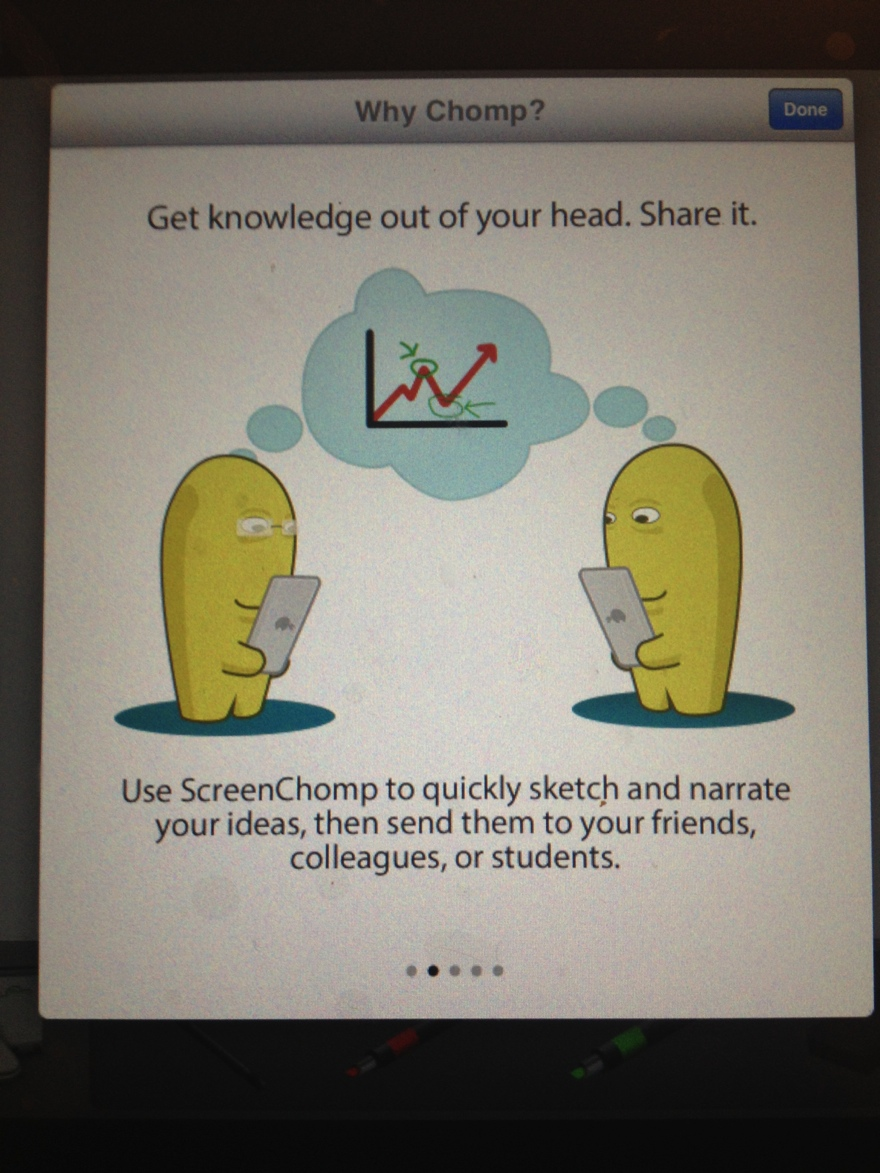 Why Chomp?
Done
Get knowledge out of your head. Share it.
Use ScreenChomp to quickly sketch and narrate
your ideas, then send them to your friends,
colleagues, or students.